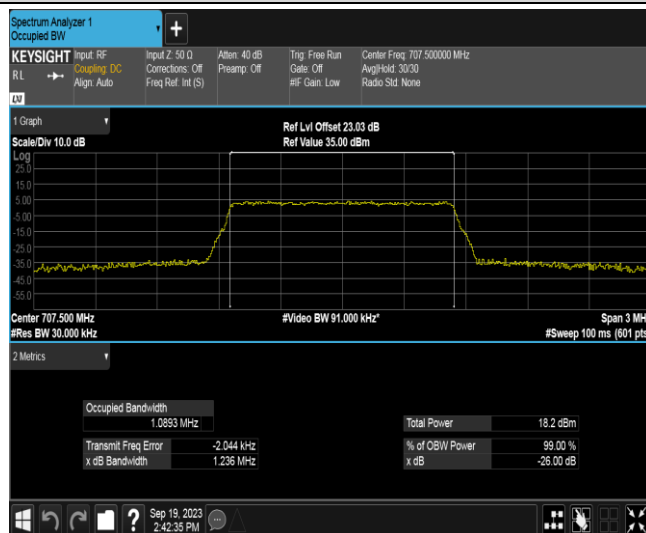 Spectrum Analyzer 1
Occupied BW
KEYSIGHT
RL
LXI
Input: RF
Coupling: DC
Align: Auto
Input Z: 50 Ω
Corrections: Off
Freq Ref: Int (S)
Atten: 40 dB
Preamp: Off
Trig: Free Run
Gate: Off
#IF Gain: Low
Center Freq: 707.500000 MHz
Avg|Hold: 30/30
Radio Std: None
1 Graph
Scale/Div 10.0 dB
Ref Lvl Offset 23.03 dB
Ref Value 35.00 dBm
Log
25.0
15.0
5.00
-5.00
-15.0
-25.0
-35.0
-45.0
-55.0
Center 707.500 MHz
#Res BW 30.000 kHz
#Video BW 91.000 kHz*
Span 3 MH
#Sweep 100 ms (601 pts
2 Metrics
Occupied Bandwidth
1.0893 MHz
Transmit Freq Error -2.044 kHz
x dB Bandwidth 1.236 MHz
Total Power 18.2 dBm
% of OBW Power 99.00 %
x dB -26.00 dB
?
Sep 19, 2023
2:42:35 PM